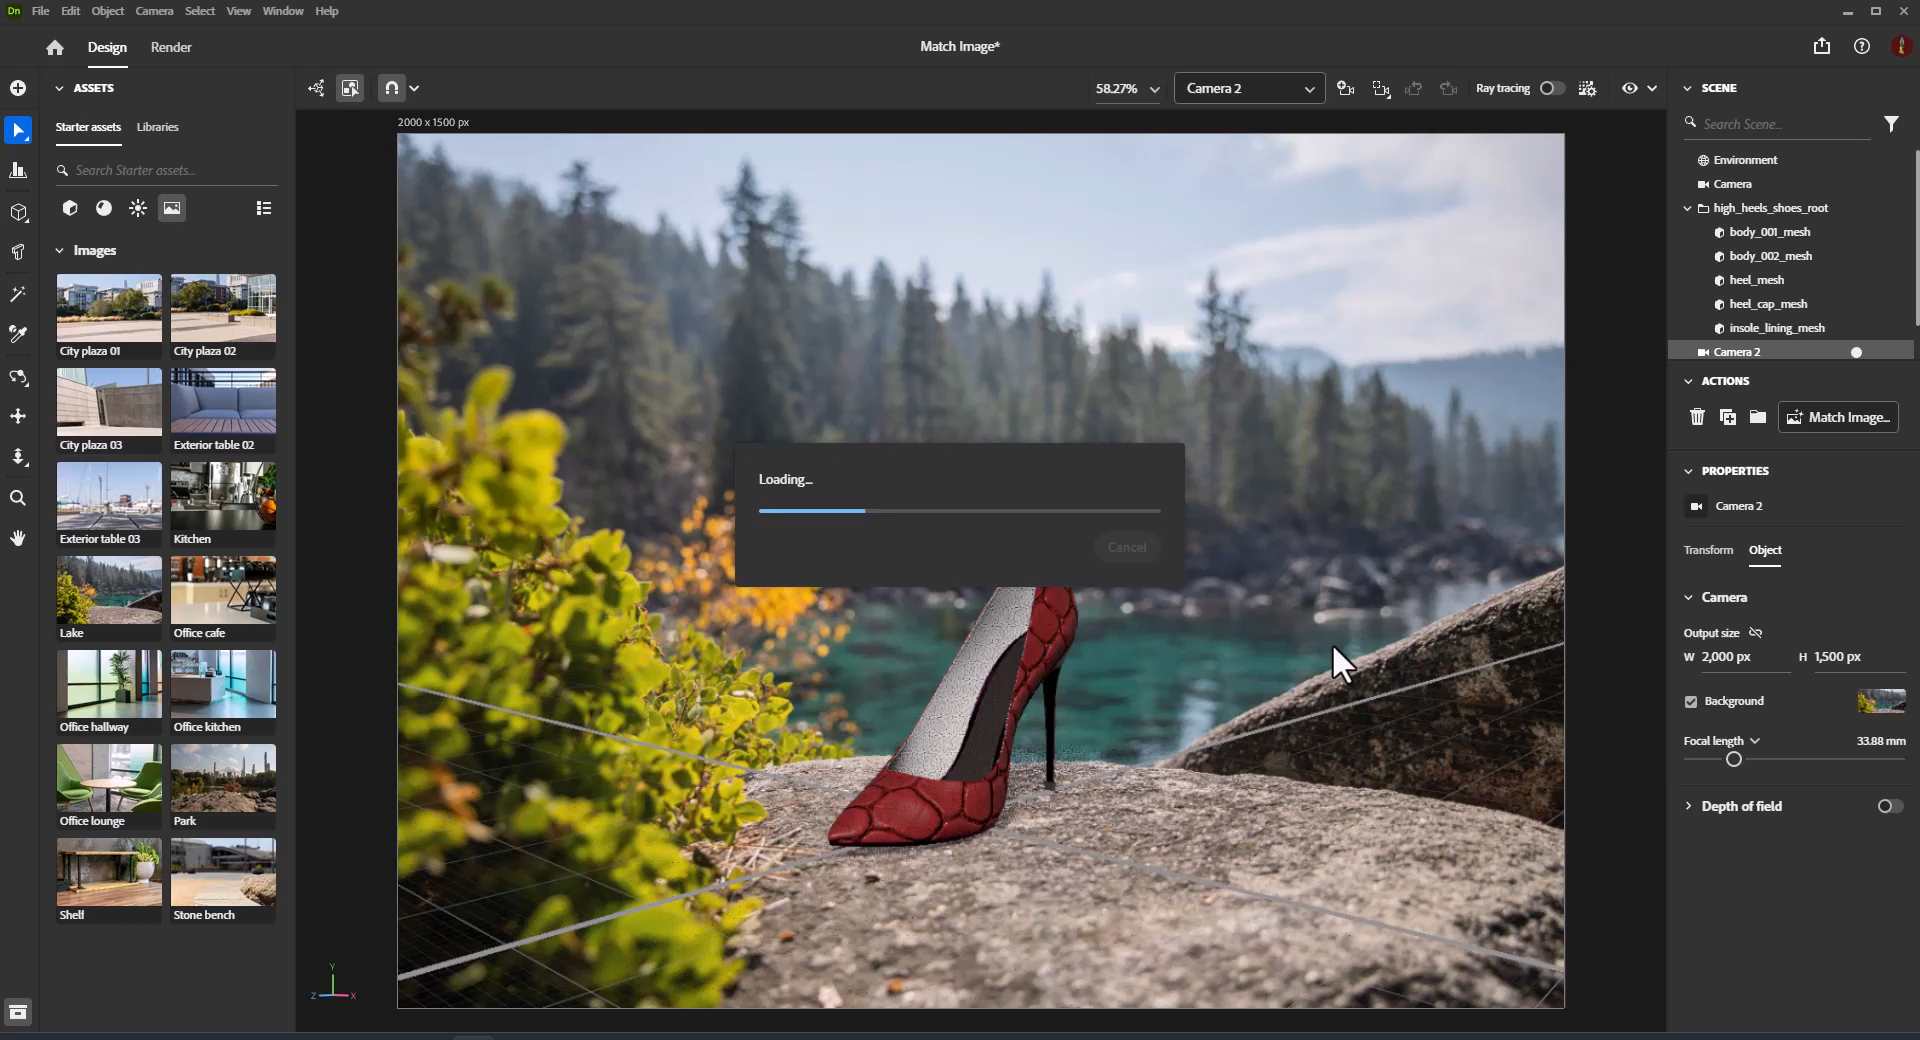 Dn File Edit Object Camera Select View Window Help
Design Render Match Image*
ASSETS
Starter assets Libraries
Search Starter assets...
Images
City plaza 01 City plaza 02
City plaza 03 Exterior table 02
Exterior table 03 Kitchen
Lake Office cafe
Office hallway Office kitchen
Office lounge Park
Shelf Stone bench
58.27% Camera 2 Ray tracing
2000 x 1500 px
Loading...
Cancel
Y
Z X
SCENE
Search Scene...
Environment
Camera
high_heels_shoes_root
body_001_mesh
body_002_mesh
heel_mesh
heel_cap_mesh
insole_lining_mesh
Camera 2
ACTIONS
Match Image...
PROPERTIES
Camera 2
Transform Object
Camera
Output size
W 2,000 px H 1,500 px
Background
Focal length 33.88 mm
Depth of field